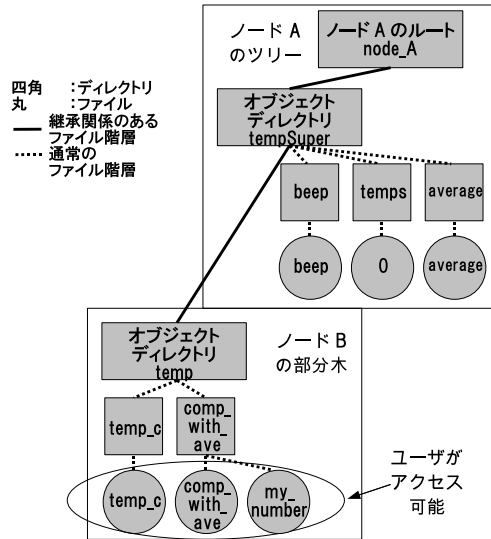 ノード A
のツリー
ノード A のルート
node_A
四角 :ディレクトリ
丸 :ファイル
継承関係のある
ファイル階層
通常の
ファイル階層
オブジェクト
ディレクトリ
tempSuper
beep
temps
average
beep
0
average
オブジェクト
ディレクトリ
temp
ノード B
の部分木
temp_c
comp_
with_
ave
temp_c
comp_
with_
ave
my_
number
ユーザが
アクセス
可能